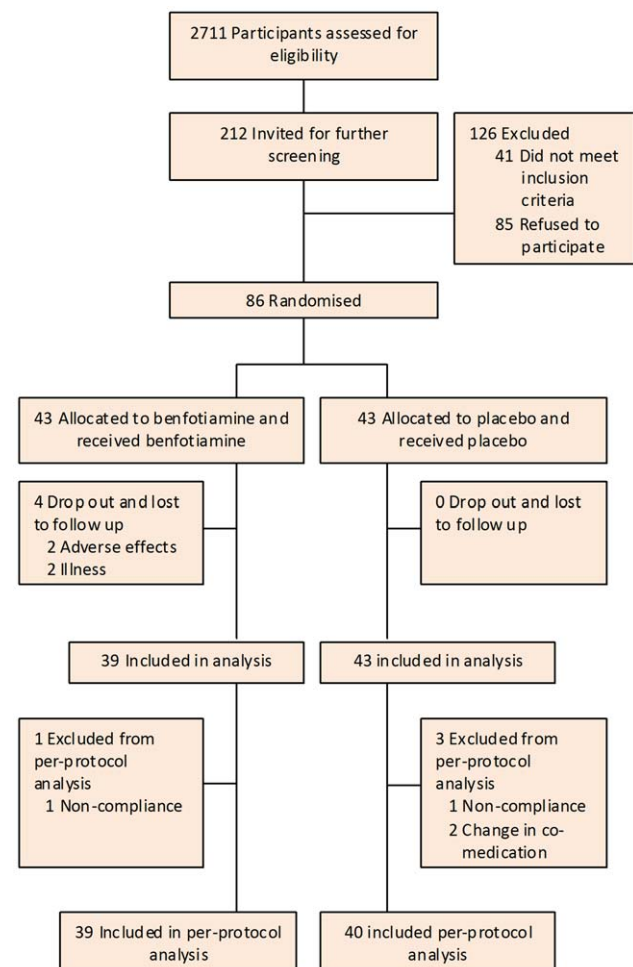 2711 Participants assessed for
eligibility
212 Invited for further
screening
126 Excluded
41 Did not meet
inclusion
criteria
85 Refused to
participate
86 Randomised
43 Allocated to benfotiamine and
received benfotiamine
43 Allocated to placebo and
received placebo
4 Drop out and lost
to follow up
2 Adverse effects
2 Illness
0 Drop out and lost
to follow up
39 Included in analysis
43 included in analysis
1 Excluded from
per-protocol
analysis
1 Non-compliance
3 Excluded from
per-protocol
analysis
1 Non-compliance
2 Change in co-
medication
39 Included in per-protocol
analysis
40 included per-protocol
analysis